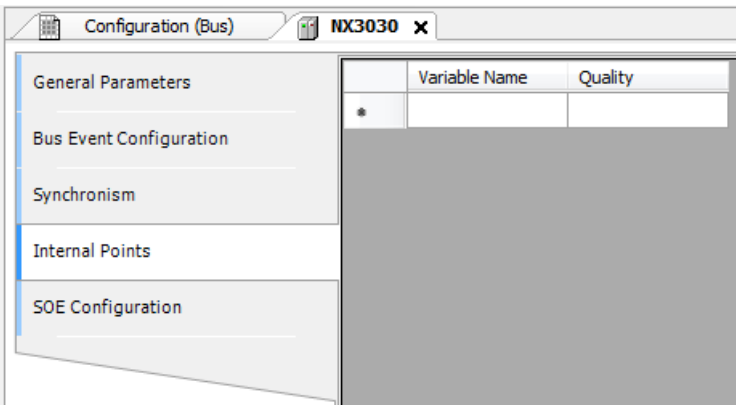 Configuration (Bus) NX3030
General Parameters
Variable Name Quality
Bus Event Configuration
Synchronism
Internal Points
SOE Configuration